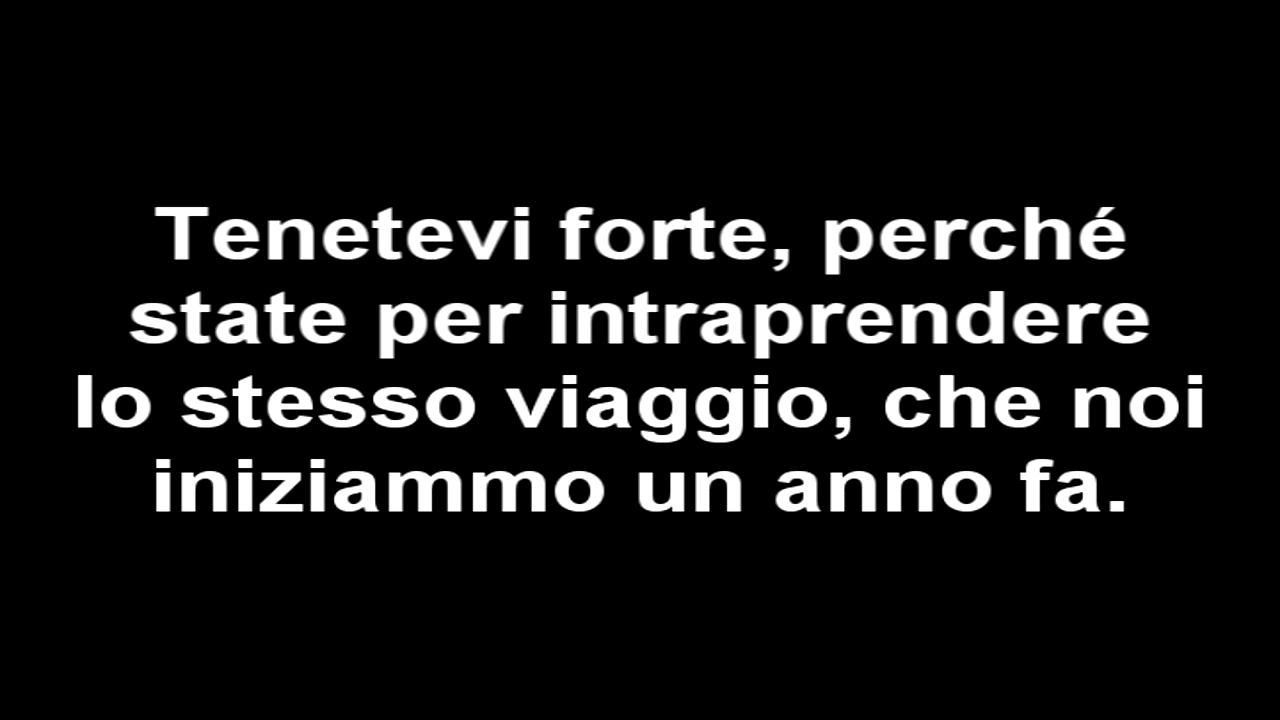 Tenetevi forte, perché
state per intraprendere
lo stesso viaggio, che noi
iniziammo un anno fa.